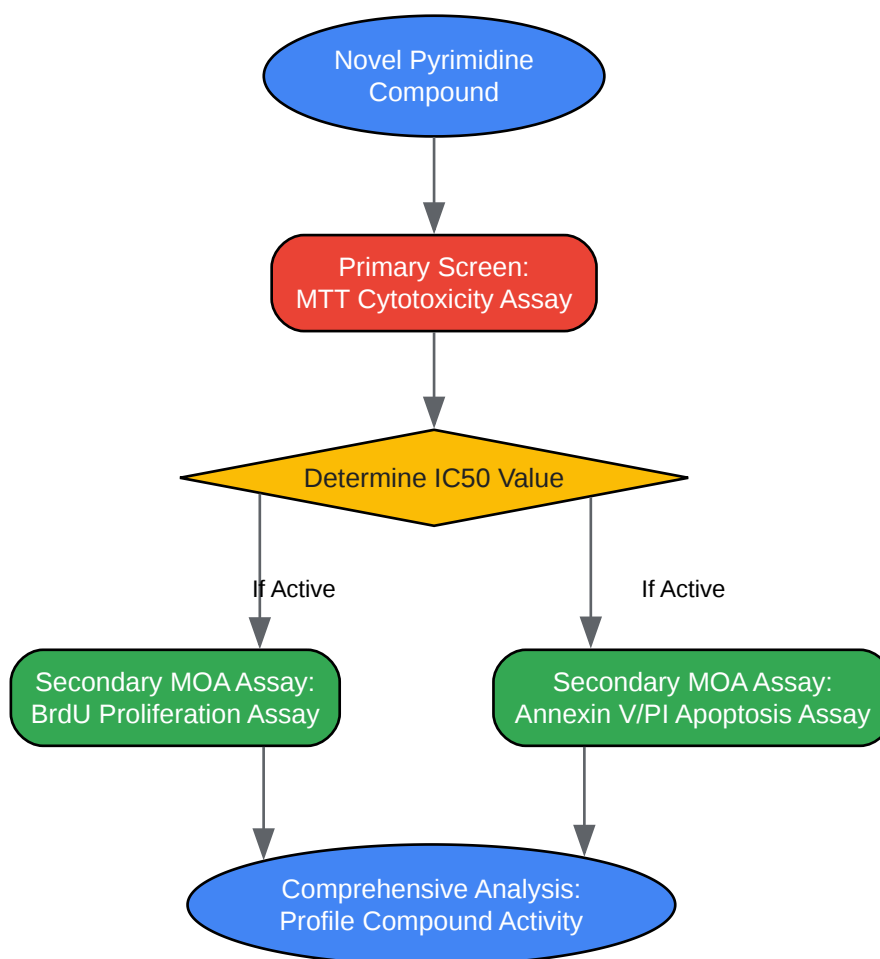 Novel Pyrimidine
Compound
Primary Screen:
MTT Cytotoxicity Assay
Determine IC50 Value
If Active
If Active
Secondary MOA Assay:
BrdU Proliferation Assay
Secondary MOA Assay:
Annexin V/PI Apoptosis Assay
Comprehensive Analysis:
Profile Compound Activity